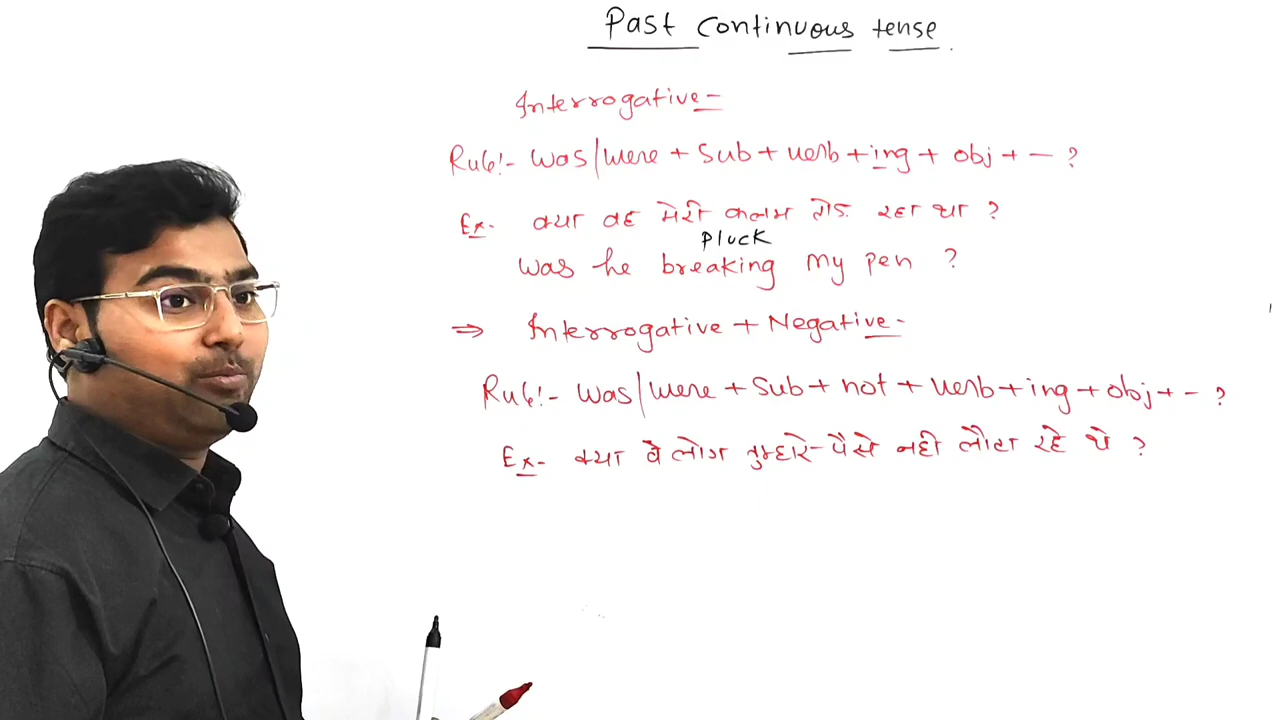 Past continuous tense
Interrogative -
Rule:- Was/were + Sub + verb + ing + obj + - ?
Ex- क्या वह मेरी कलम तोड़ रहा था ?
Pluck
Was he breaking my pen ?
⇒ Interrogative + Negative -
Rule:- Was/were + Sub + not + verb + ing + obj + - ?
Ex- क्या वे लोग तुम्हारे पैसे नहीं लौटा रहे थे ?